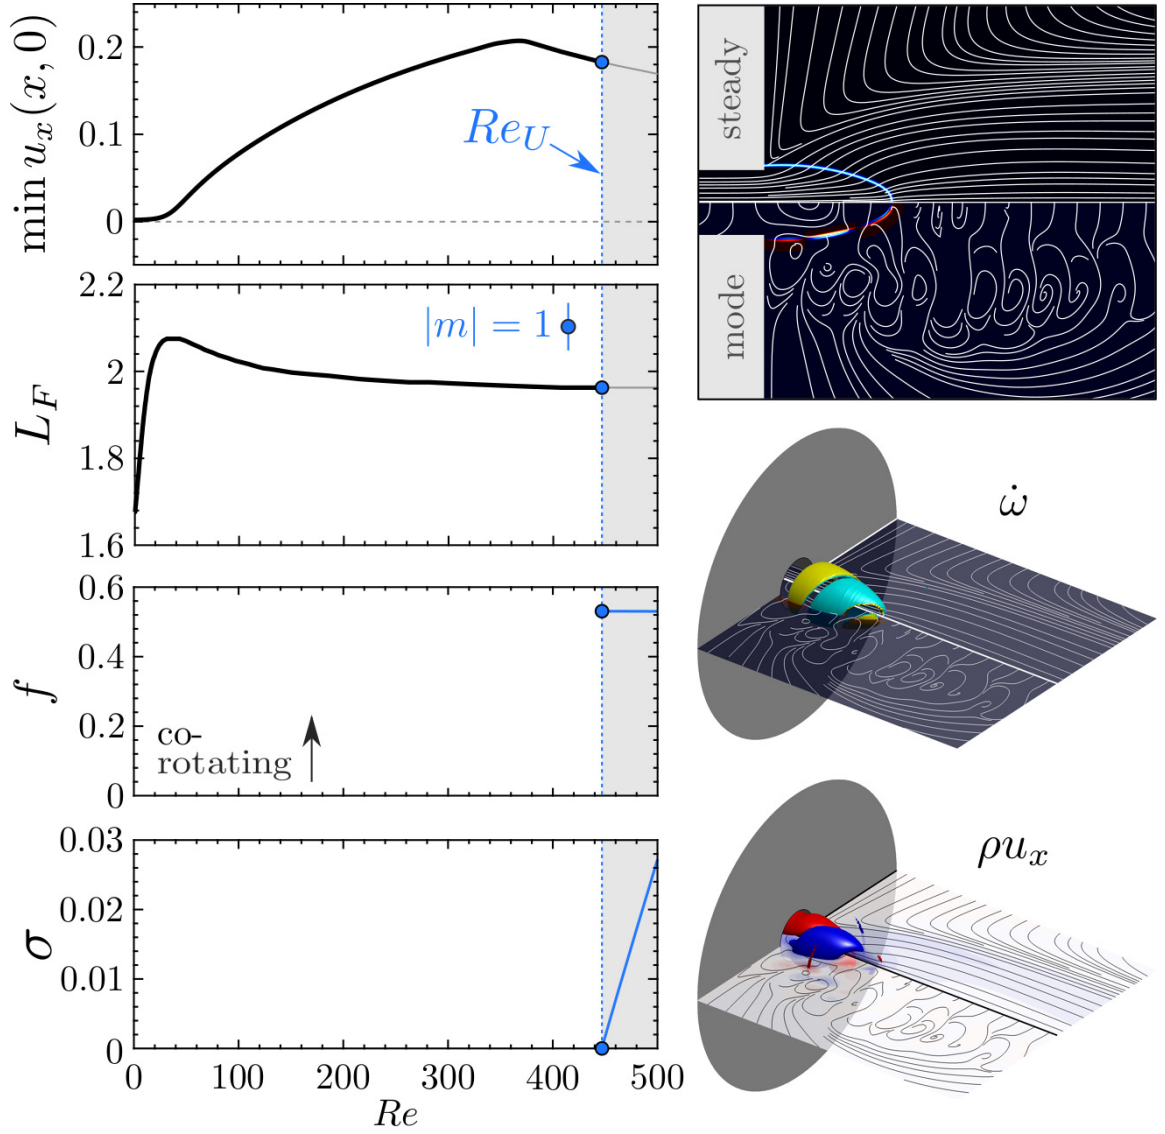 min u_x(x, 0)
0.2
0.1
0
Re_U
L_F
2.2
2
1.8
1.6
|m| = 1
f
0.6
0.4
0.2
0
co-
rotating
σ
0.03
0.02
0.01
0
0 100 200 300 400 500
Re
steady
mode
ω̇
ρu_x